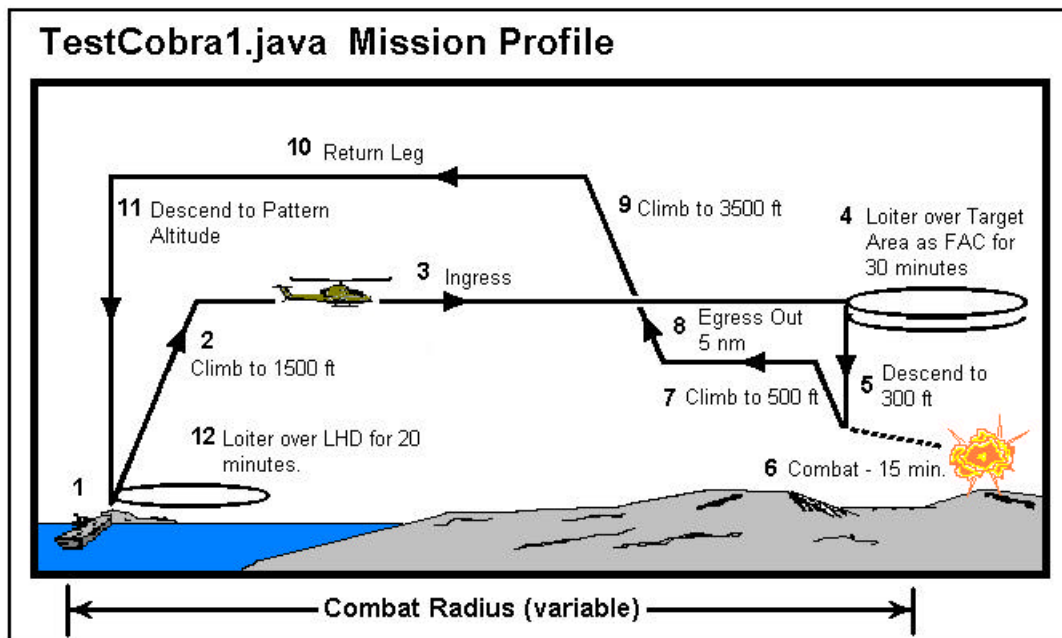 TestCobra1.java Mission Profile
10 Return Leg
11 Descend to Pattern
Altitude
9 Climb to 3500 ft
4 Loiter over Target
Area as FAC for
30 minutes
3 Ingress
2
Climb to 1500 ft
8 Egress Out
5 nm
7 Climb to 500 ft
5 Descend to
300 ft
12 Loiter over LHD for 20
minutes.
6 Combat - 15 min.
1
Combat Radius (variable)